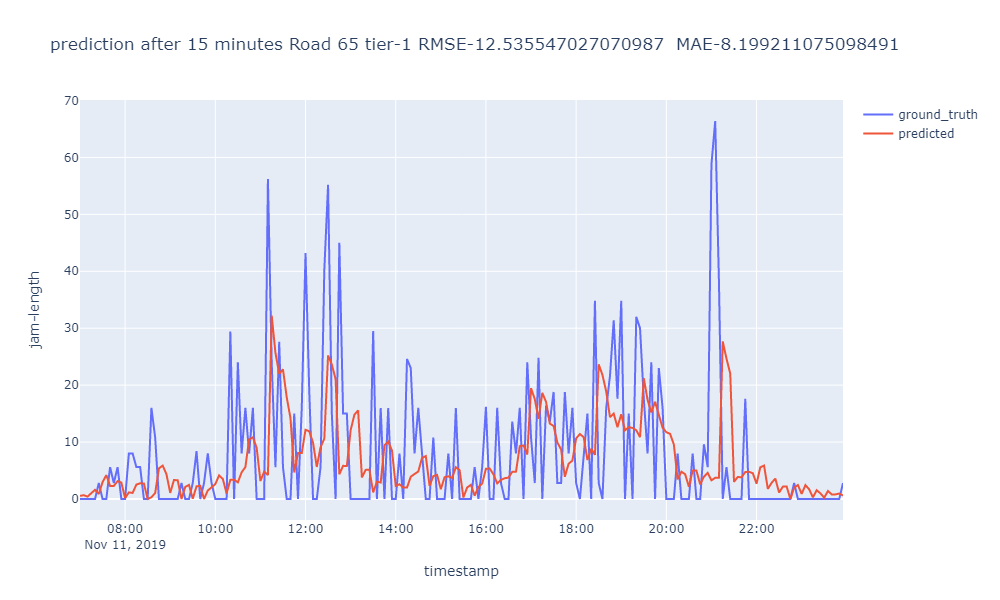 prediction after 15 minutes Road 65 tier-1 RMSE-12.535547027070987  MAE-8.199211075098491
ground_truth
predicted
70
60
50
40
30
20
10
0
jam-length
08:00 10:00 12:00 14:00 16:00 18:00 20:00 22:00
Nov 11, 2019
timestamp